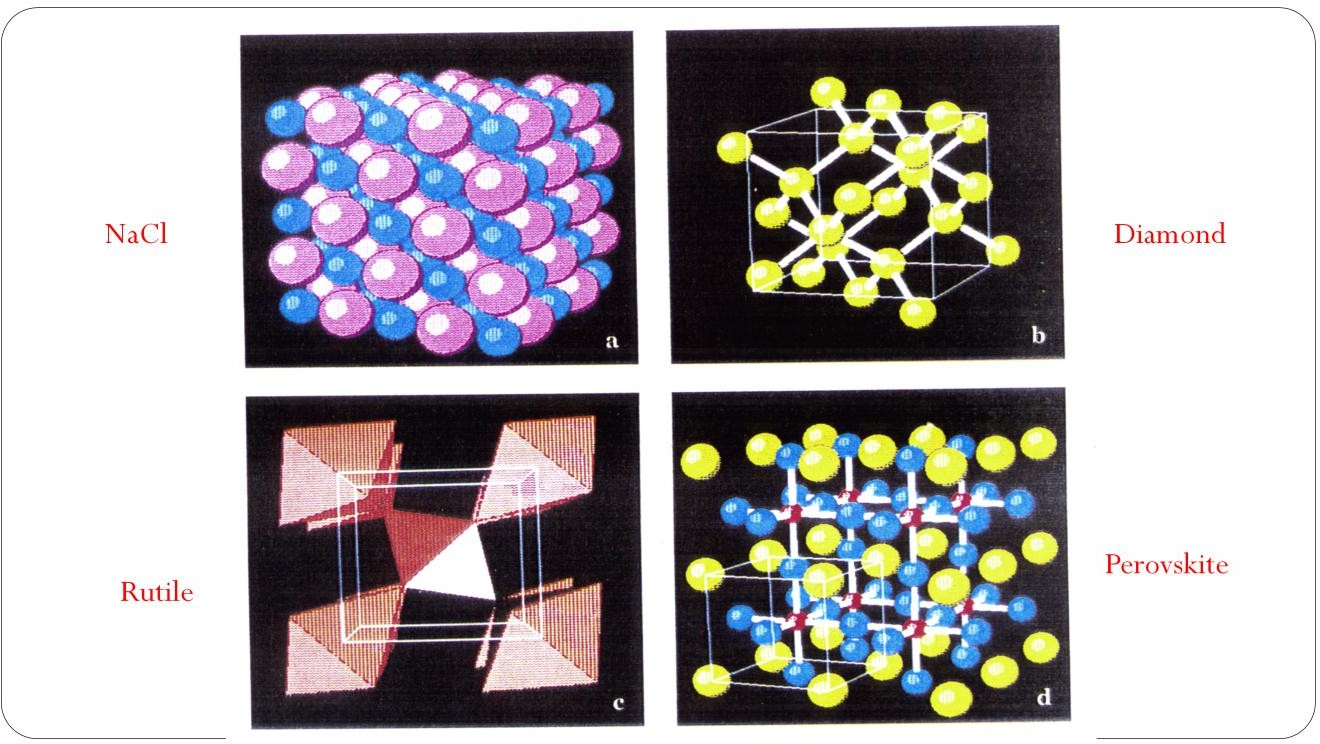 NaCl
a
b
Diamond
Rutile
c
d
Perovskite